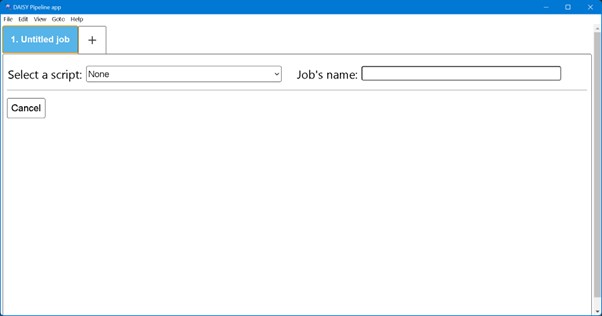 DAISY Pipeline app
File Edit View GoTo Help
1. Untitled job +
Select a script: None Job's name:
Cancel